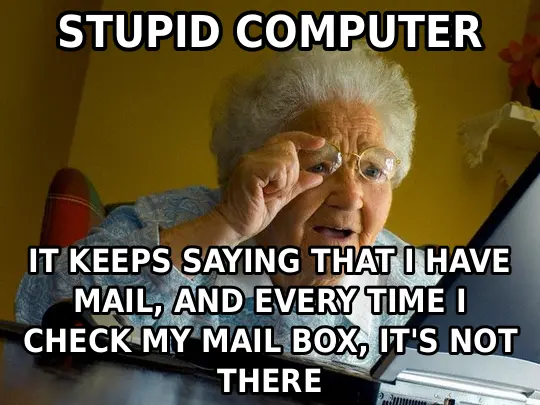 STUPID COMPUTER
IT KEEPS SAYING THAT I HAVE
MAIL, AND EVERY TIME I
CHECK MY MAIL BOX, IT'S NOT
THERE